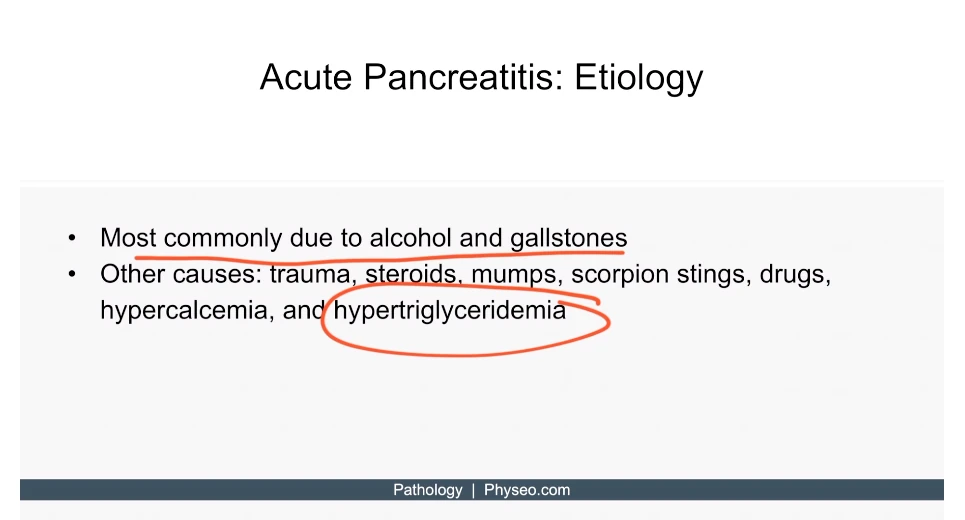 Acute Pancreatitis: Etiology
• Most commonly due to alcohol and gallstones
• Other causes: trauma, steroids, mumps, scorpion stings, drugs,
hypercalcemia, and hypertriglyceridemia
Pathology | Physeo.com